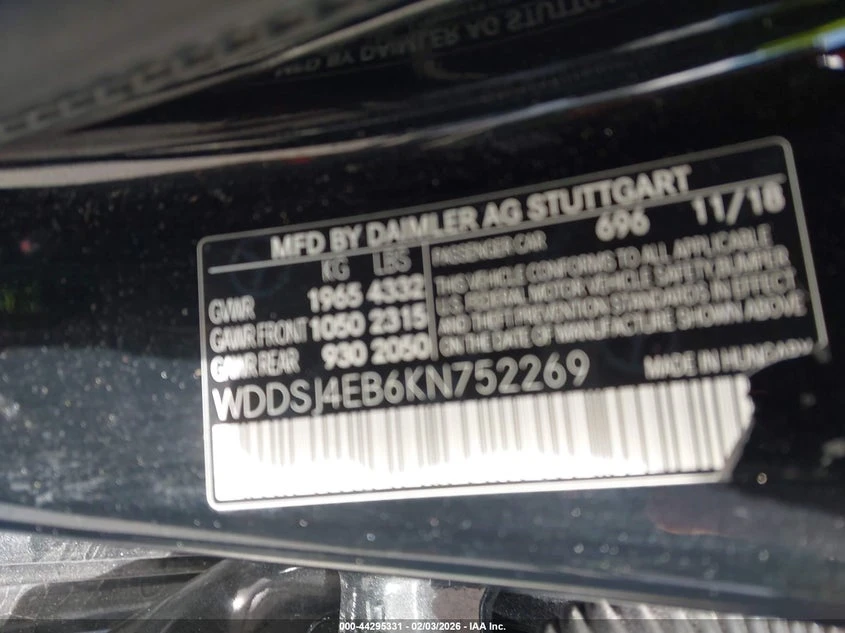 MFD BY DAIMLER AG STUTTGART
KG LBS
GVWR 1965 4332
GAWR FRONT 1050 2315
GAWR REAR 930 2050
PASSENGER CAR 696 11/18
THIS VEHICLE CONFORMS TO ALL APPLICABLE
U.S. FEDERAL MOTOR VEHICLE SAFETY, BUMPER,
AND THEFT PREVENTION STANDARDS IN EFFECT
ON THE DATE OF MANUFACTURE SHOWN ABOVE.
WDDSJ4EB6KN752269
MADE IN HUNGARY
000-44295331 - 02/03/2026 - IAA Inc.